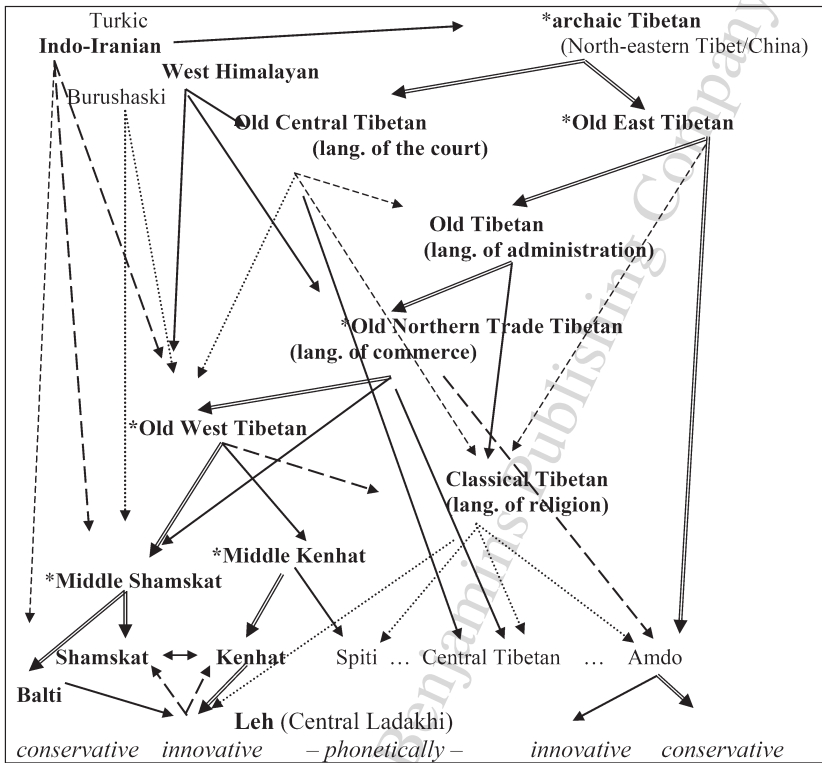 Turkic
Indo-Iranian
*archaic Tibetan
(North-eastern Tibet/China)
West Himalayan
Burushaski
Old Central Tibetan
(lang. of the court)
*Old East Tibetan
Old Tibetan
(lang. of administration)
*Old Northern Trade Tibetan
(lang. of commerce)
*Old West Tibetan
Classical Tibetan
(lang. of religion)
*Middle Kenhat
*Middle Shamskat
Shamskat Kenhat Spiti … Central Tibetan … Amdo
Balti
Leh (Central Ladakhi)
conservative innovative – phonetically – innovative conservative
Benjamins Publishing Company